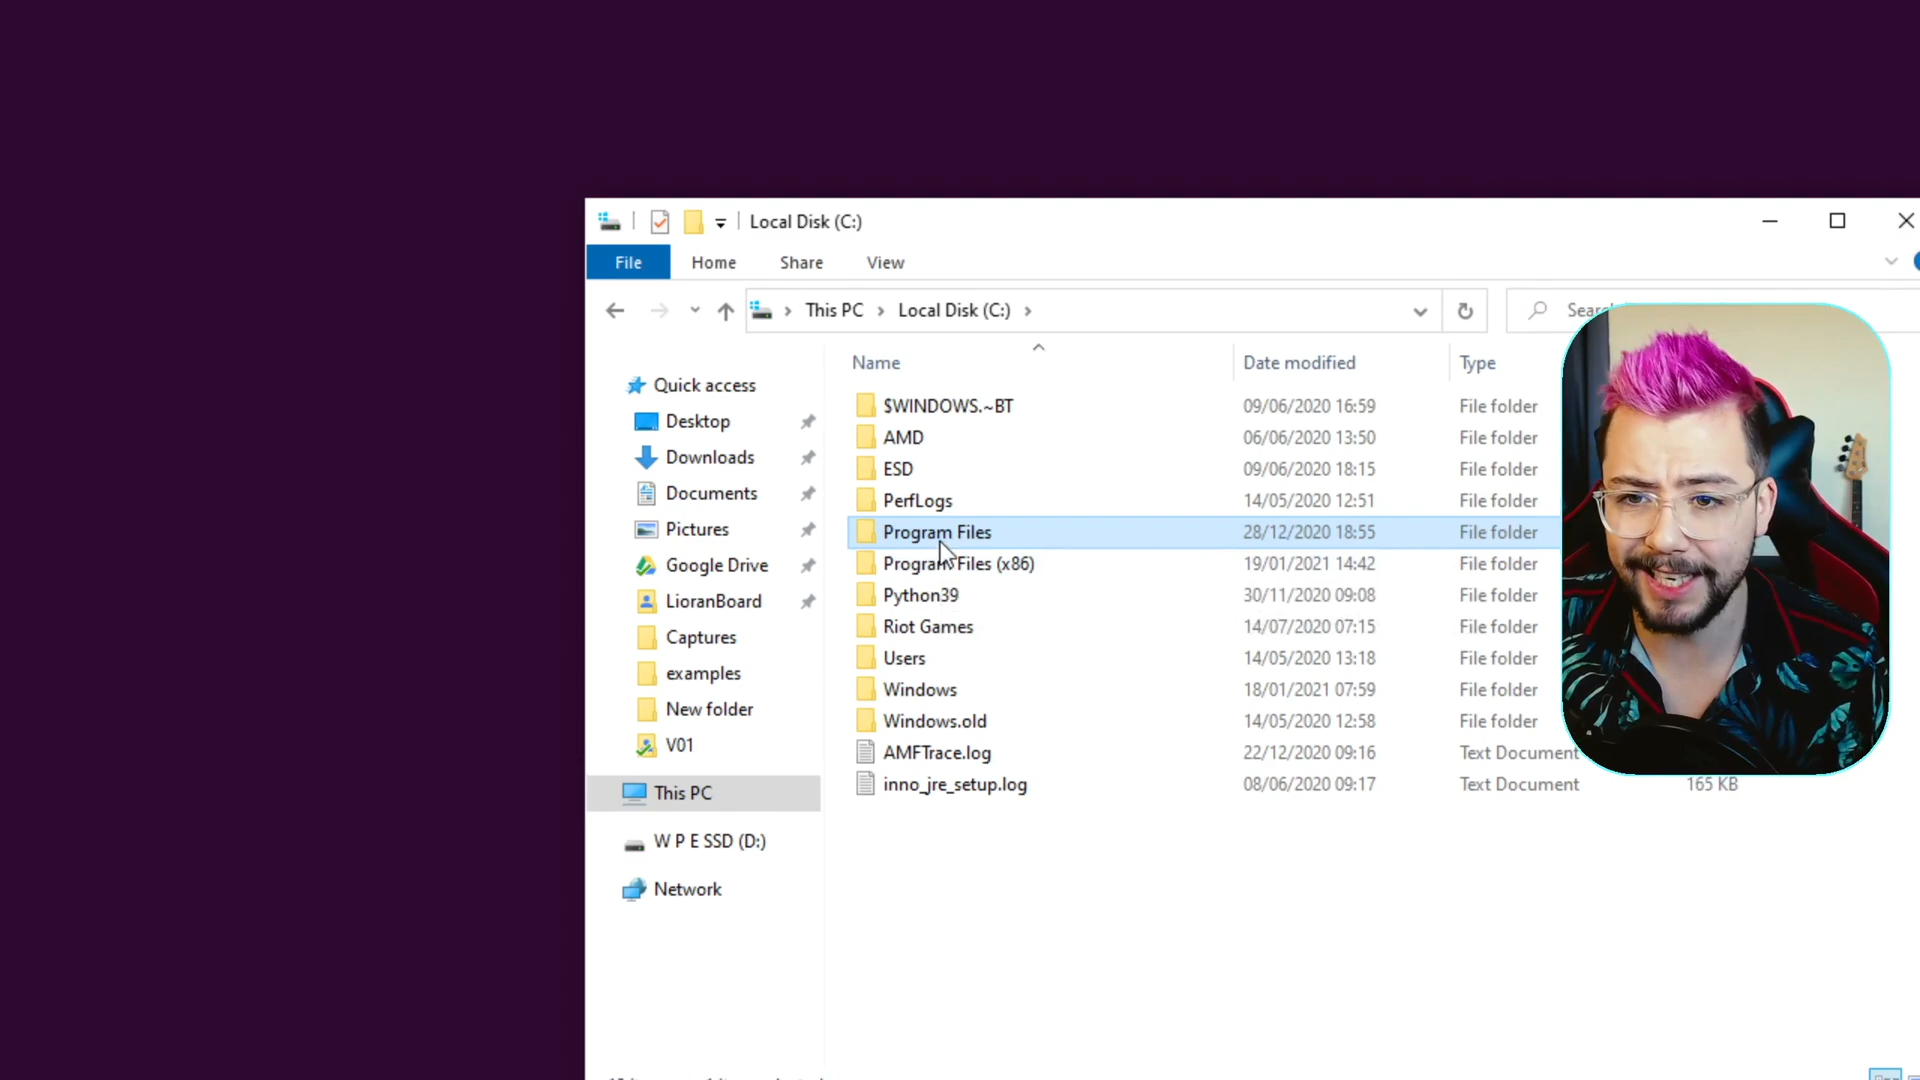 Local Disk (C:)
File Home Share View
This PC Local Disk (C:)
Name Date modified Type
Quick access
Desktop
Downloads
Documents
Pictures
Google Drive
LioranBoard
Captures
examples
New folder
V01
This PC
W P E SSD (D:)
Network
$WINDOWS.~BT 09/06/2020 16:59 File folder
AMD 06/06/2020 13:50 File folder
ESD 09/06/2020 18:15 File folder
PerfLogs 14/05/2020 12:51 File folder
Program Files 28/12/2020 18:55 File folder
Program Files (x86) 19/01/2021 14:42 File folder
Python39 30/11/2020 09:08 File folder
Riot Games 14/07/2020 07:15 File folder
Users 14/05/2020 13:18 File folder
Windows 18/01/2021 07:59 File folder
Windows.old 14/05/2020 12:58 File folder
AMFTrace.log 22/12/2020 09:16 Text Document
inno_jre_setup.log 08/06/2020 09:17 Text Document 165 KB